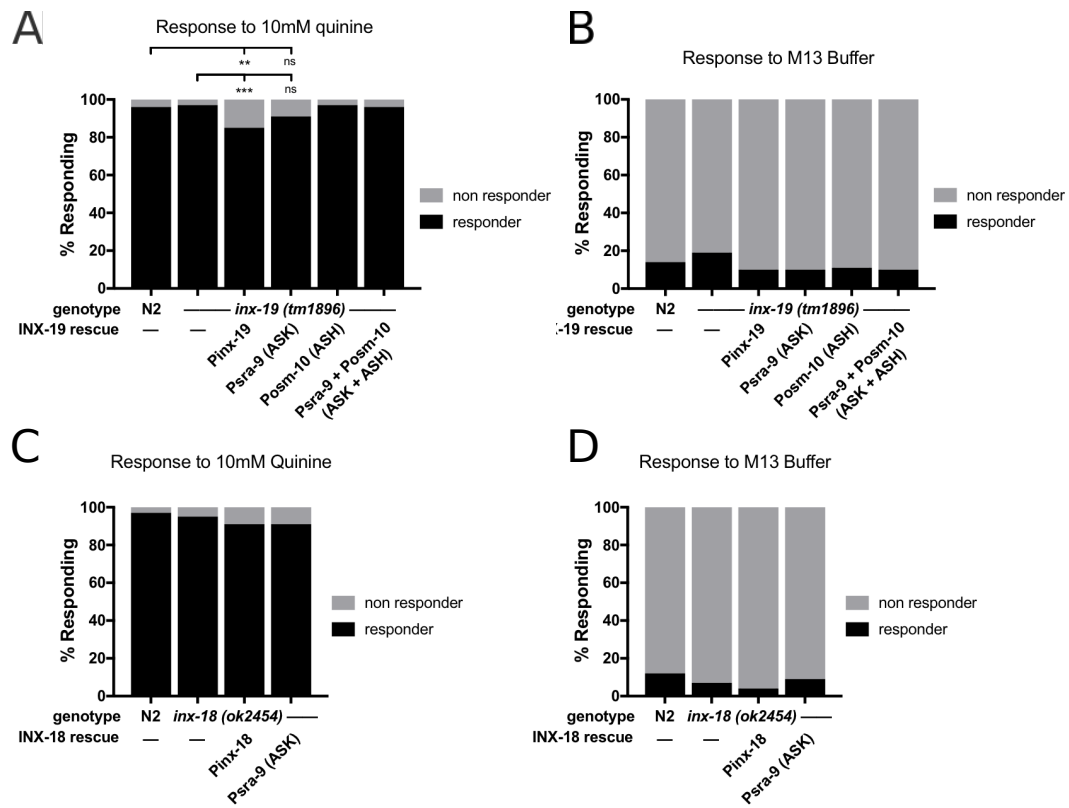 A
Response to 10mM quinine
** ns
*** ns
100
80
60
40
20
0
% Responding
non responder
responder
genotype N2 inx-19 (tm1896)
INX-19 rescue — —
Pinx-19
Psra-9 (ASK)
Posm-10 (ASH)
Psra-9 + Posm-10
(ASK + ASH)
B
Response to M13 Buffer
100
80
60
40
20
0
% Responding
non responder
responder
genotype N2 inx-19 (tm1896)
-19 rescue — —
Pinx-19
Psra-9 (ASK)
Posm-10 (ASH)
Psra-9 + Posm-10
(ASK + ASH)
C
Response to 10mM Quinine
100
80
60
40
20
0
% Responding
non responder
responder
genotype N2 inx-18 (ok2454)
INX-18 rescue — —
Pinx-18
Psra-9 (ASK)
D
Response to M13 Buffer
100
80
60
40
20
0
% Responding
non responder
responder
genotype N2 inx-18 (ok2454)
INX-18 rescue — —
Pinx-18
Psra-9 (ASK)